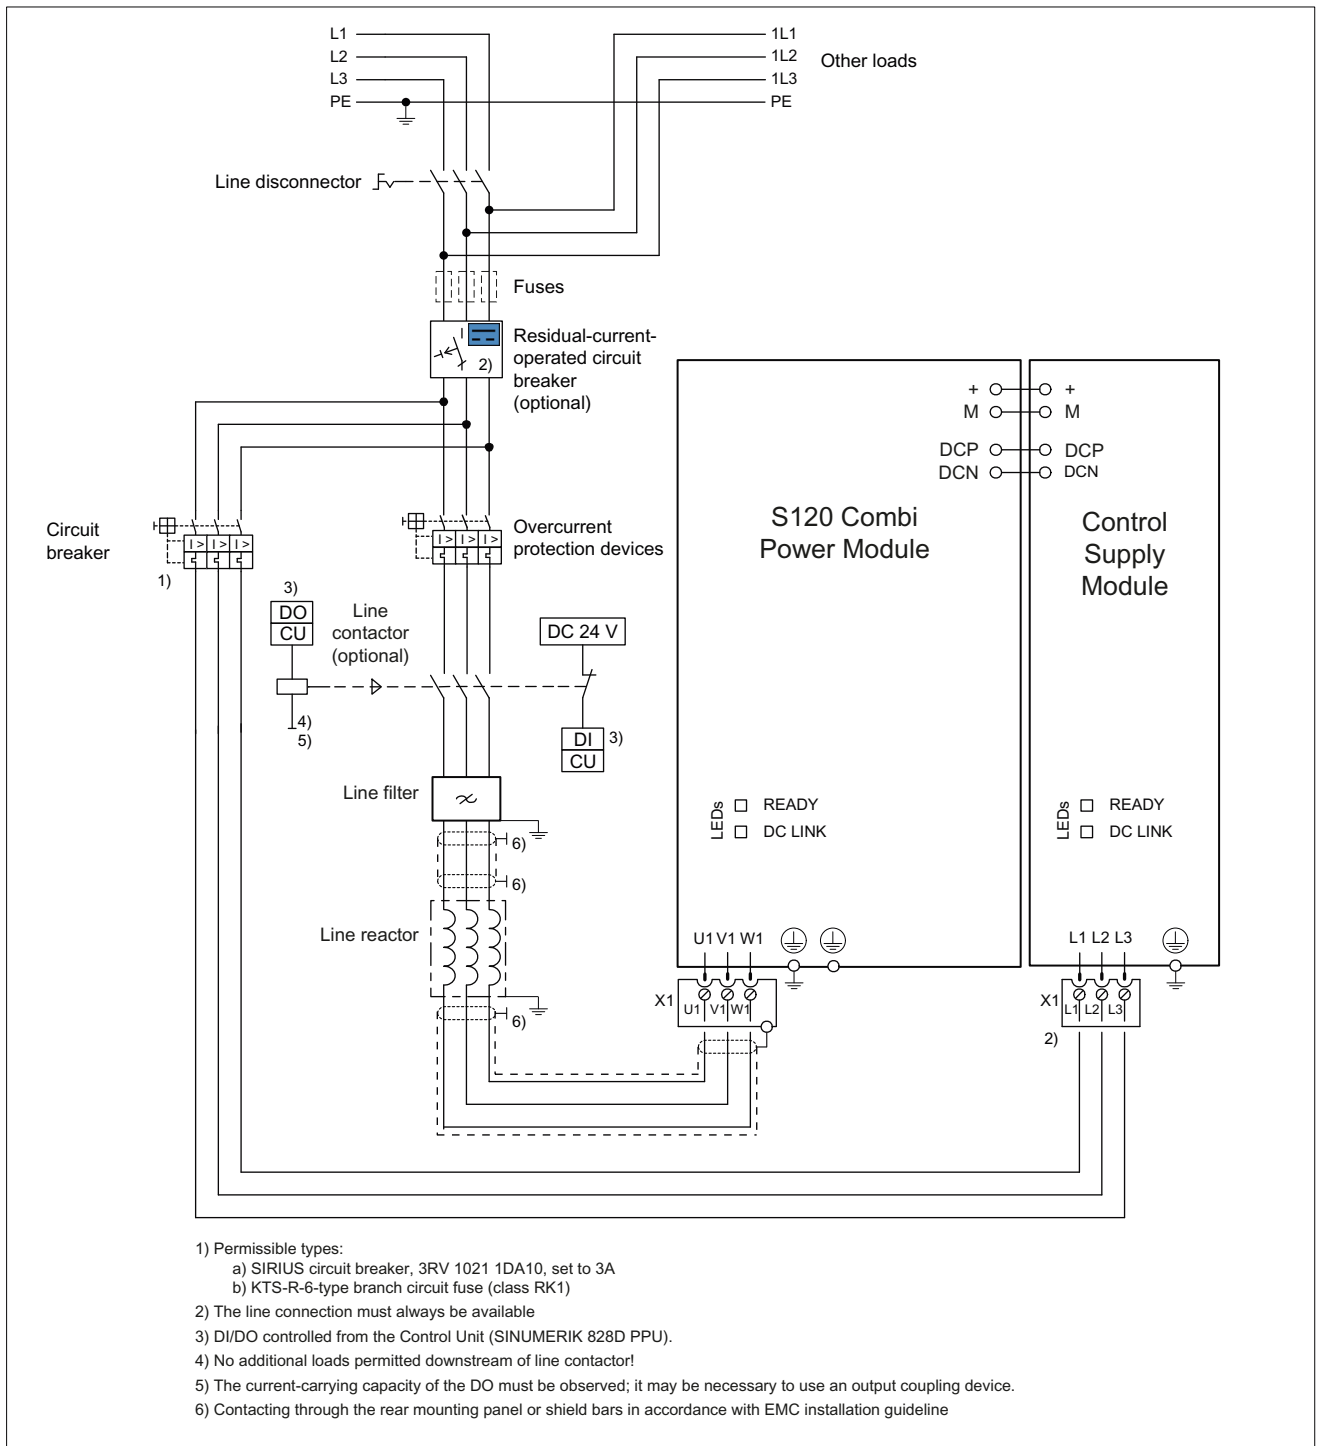 L1
1L1
L2
1L2
Other loads
L3
1L3
PE
PE
Line disconnector
Fuses
Residual-current-
operated circuit
breaker
(optional)
2)
+
+
M
M
DCP
DCP
DCN
DCN
S120 Combi
Power Module
Control
Supply
Module
Circuit
breaker
I > I > I >
1)
Overcurrent
protection devices
I > I > I >
3)
DO
CU
Line
contactor
(optional)
DC 24 V
4)
5)
DI
CU
3)
Line filter
6)
6)
LEDs
READY
DC LINK
LEDs
READY
DC LINK
Line reactor
6)
U1 V1 W1
L1 L2 L3
X1
U1 V1 W1
X1
L1 L2 L3
2)
1) Permissible types:
a) SIRIUS circuit breaker, 3RV 1021 1DA10, set to 3A
b) KTS-R-6-type branch circuit fuse (class RK1)
2) The line connection must always be available
3) DI/DO controlled from the Control Unit (SINUMERIK 828D PPU).
4) No additional loads permitted downstream of line contactor!
5) The current-carrying capacity of the DO must be observed; it may be necessary to use an output coupling device.
6) Contacting through the rear mounting panel or shield bars in accordance with EMC installation guideline